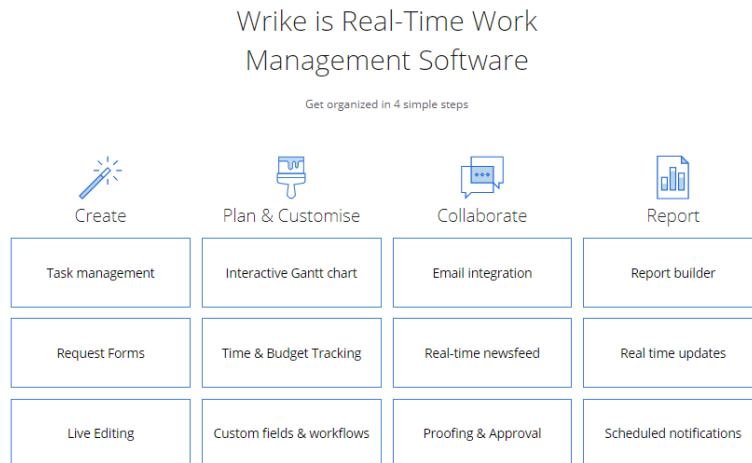 Wrike is Real-Time Work
Management Software
Get organized in 4 simple steps
Create
Plan & Customise
Collaborate
Report
Task management
Interactive Gantt chart
Email integration
Report builder
Request Forms
Time & Budget Tracking
Real-time newsfeed
Real time updates
Live Editing
Custom fields & workflows
Proofing & Approval
Scheduled notifications